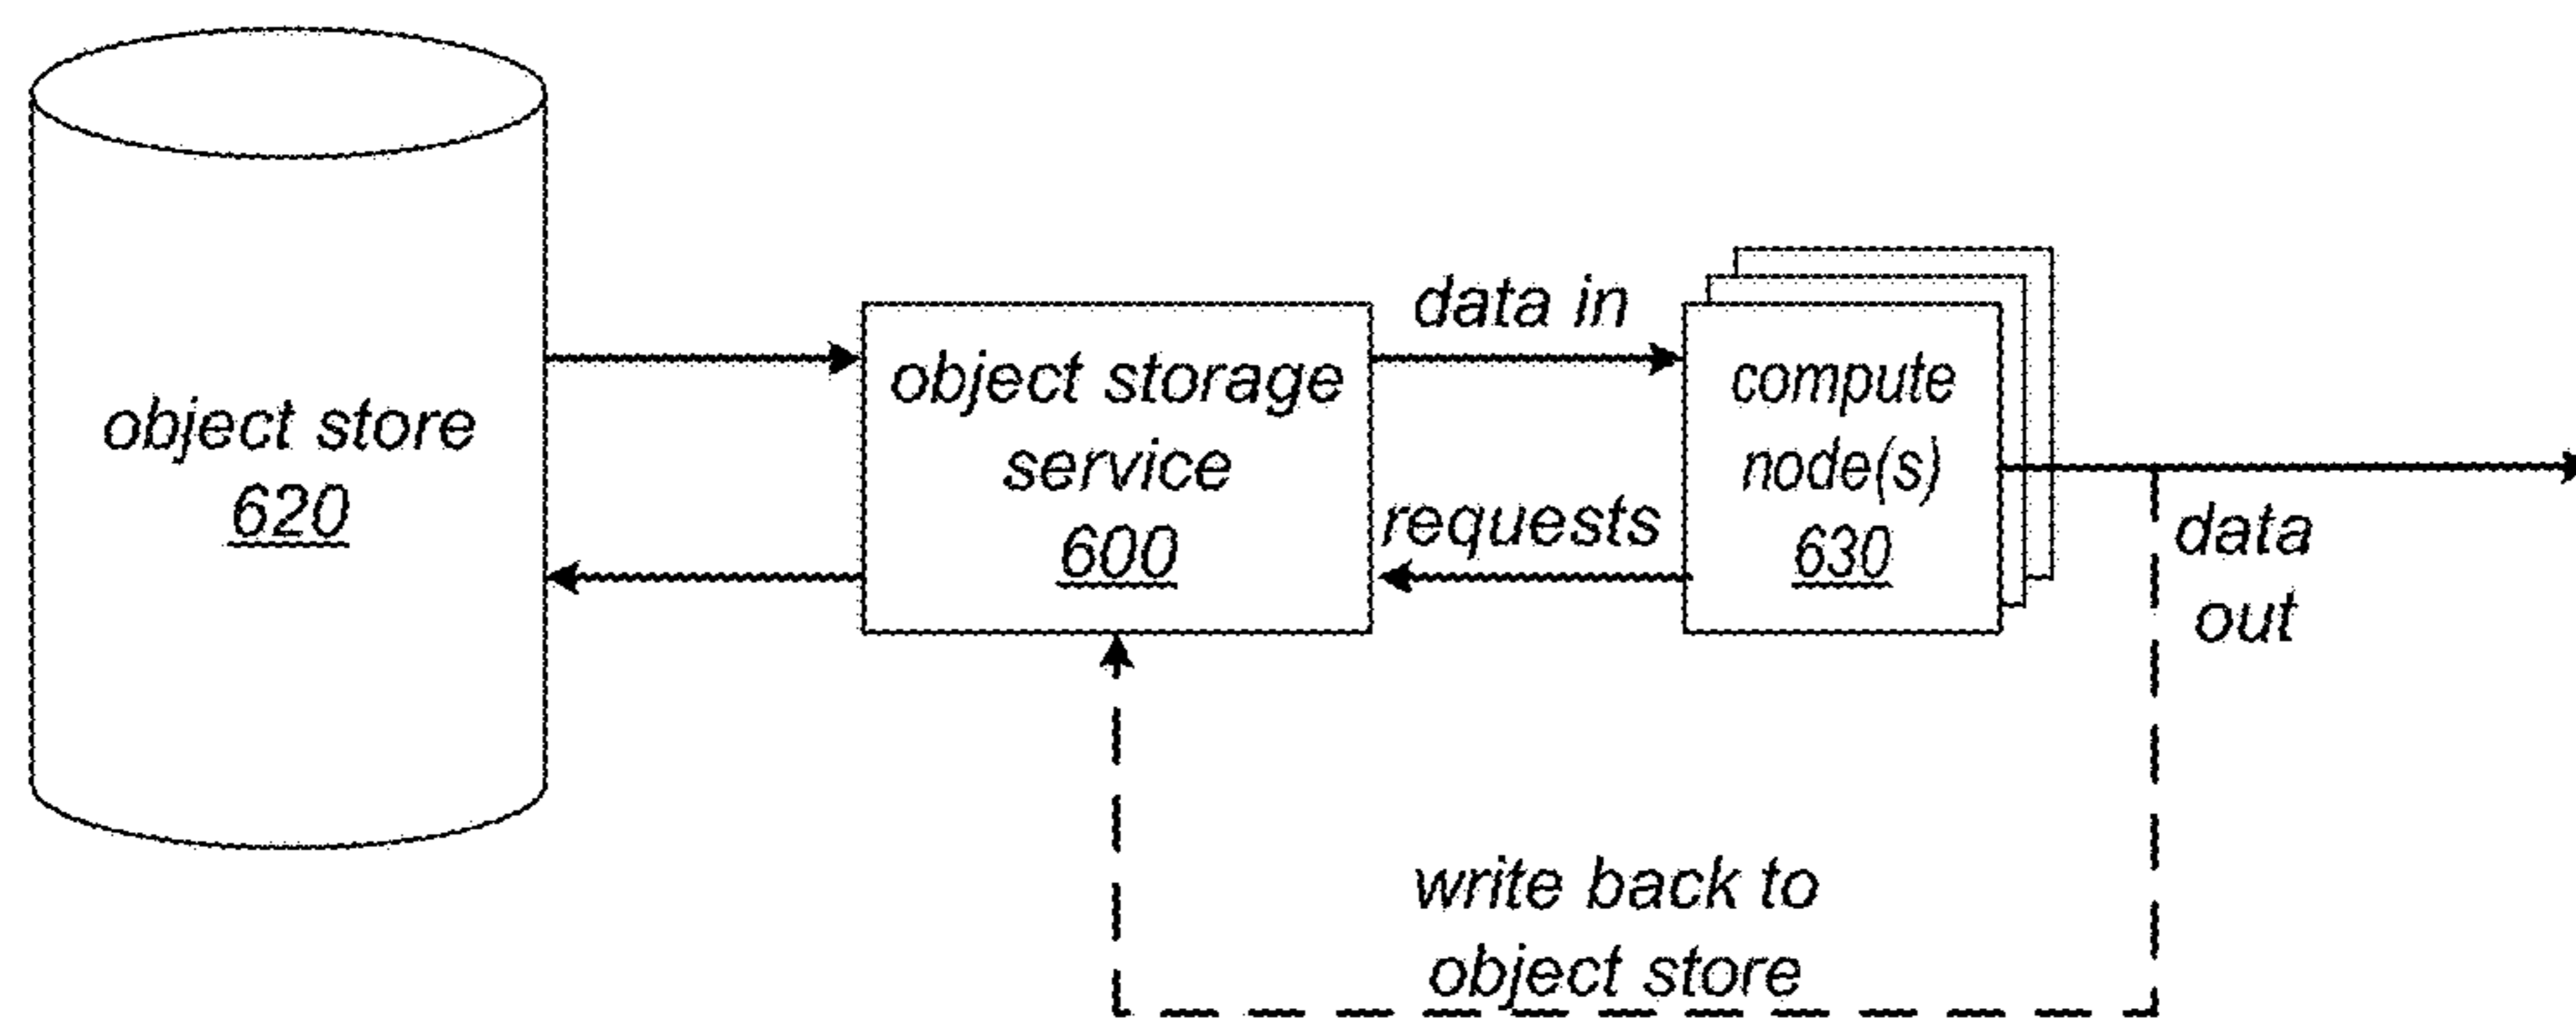 object store
620
object storage
service
600
data in
requests
compute
node(s)
630
data
out
write back to
object store